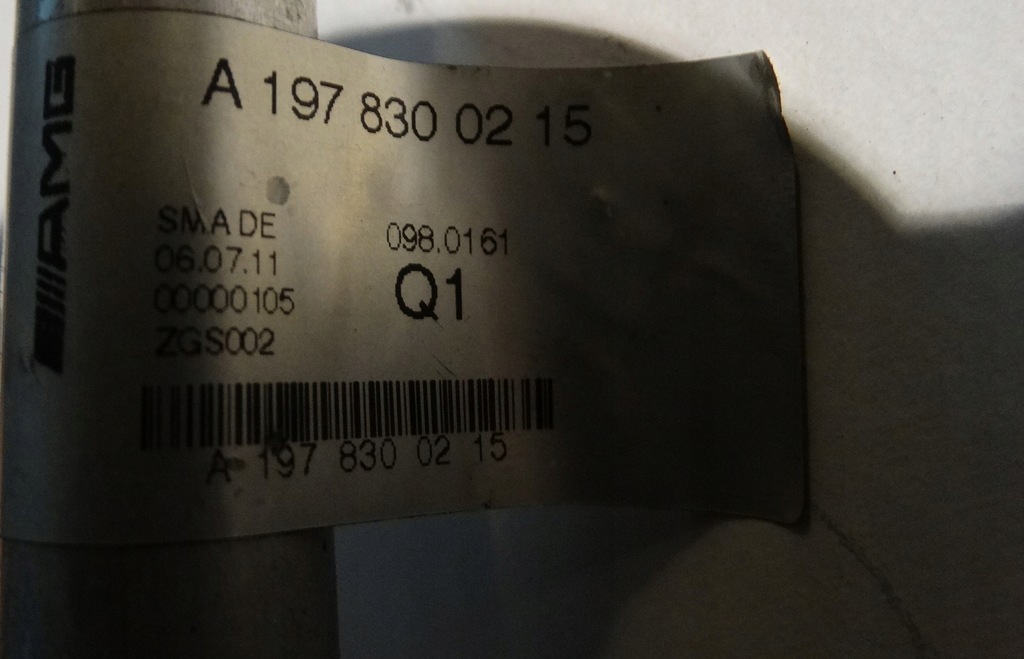 AMG
A 197 830 02 15
SMA DE
06.07.11
00000105
ZGS002
098.0161
Q1
A 197 830 02 15